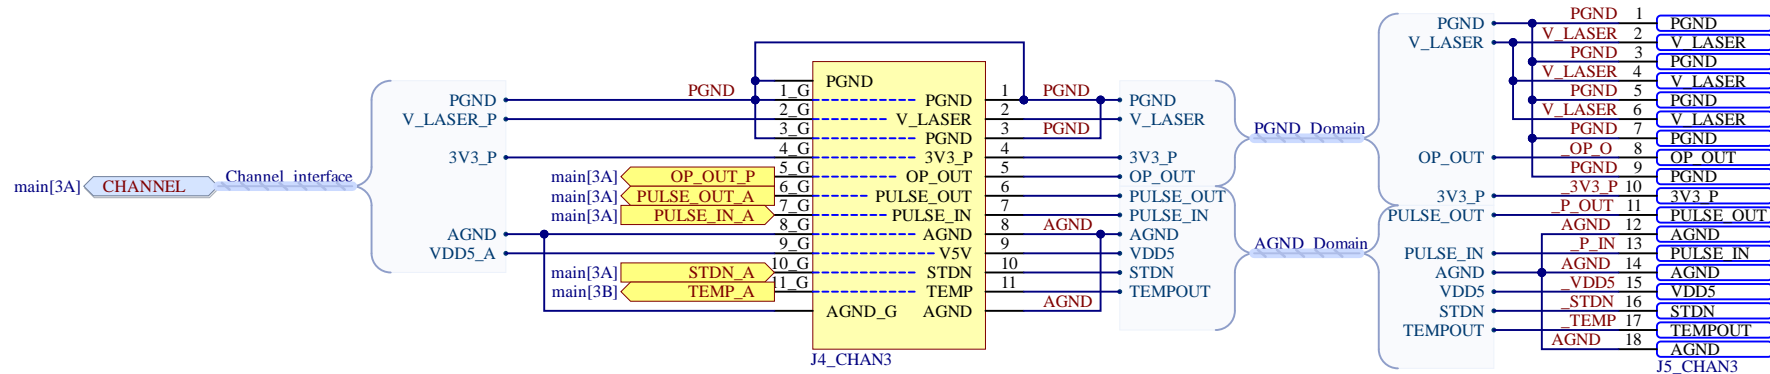 PGND 1 PGND
PGND V_LASER 2 V_LASER
V_LASER PGND 3 PGND
V_LASER 4 V_LASER
PGND PGND
1_G PGND 1 PGND PGND PGND 5 PGND
PGND
V_LASER_P 2_G V_LASER 2 V_LASER V_LASER 6 V_LASER
3_G PGND 3 PGND PGND_Domain PGND 7 PGND
3V3_P 4_G 3V3_P 4 3V3_P OP_OUT _OP_O 8 OP_OUT
main[3A] CHANNEL Channel_interface
main[3A] OP_OUT_P 5_G OP_OUT 5 OP_OUT PGND 9 PGND
main[3A] PULSE_OUT_A 6_G PULSE_OUT 6 PULSE_OUT 3V3_P _3V3_P 10 3V3_P
main[3A] PULSE_IN_A 7_G PULSE_IN 7 PULSE_IN PULSE_OUT _P_OUT 11 PULSE_OUT
AGND 8_G AGND 8 AGND AGND AGND 12 AGND
AGND_Domain
VDD5_A 9_G V5V 9 VDD5 PULSE_IN _P_IN 13 PULSE_IN
main[3A] STDN_A 10_G STDN 10 STDN AGND AGND 14 AGND
main[3B] TEMP_A 11_G TEMP 11 TEMPOUT VDD5 _VDD5 15 VDD5
AGND_G AGND AGND STDN _STDN 16 STDN
TEMPOUT _TEMP 17 TEMPOUT
AGND 18 AGND
J4_CHAN3
J5_CHAN3